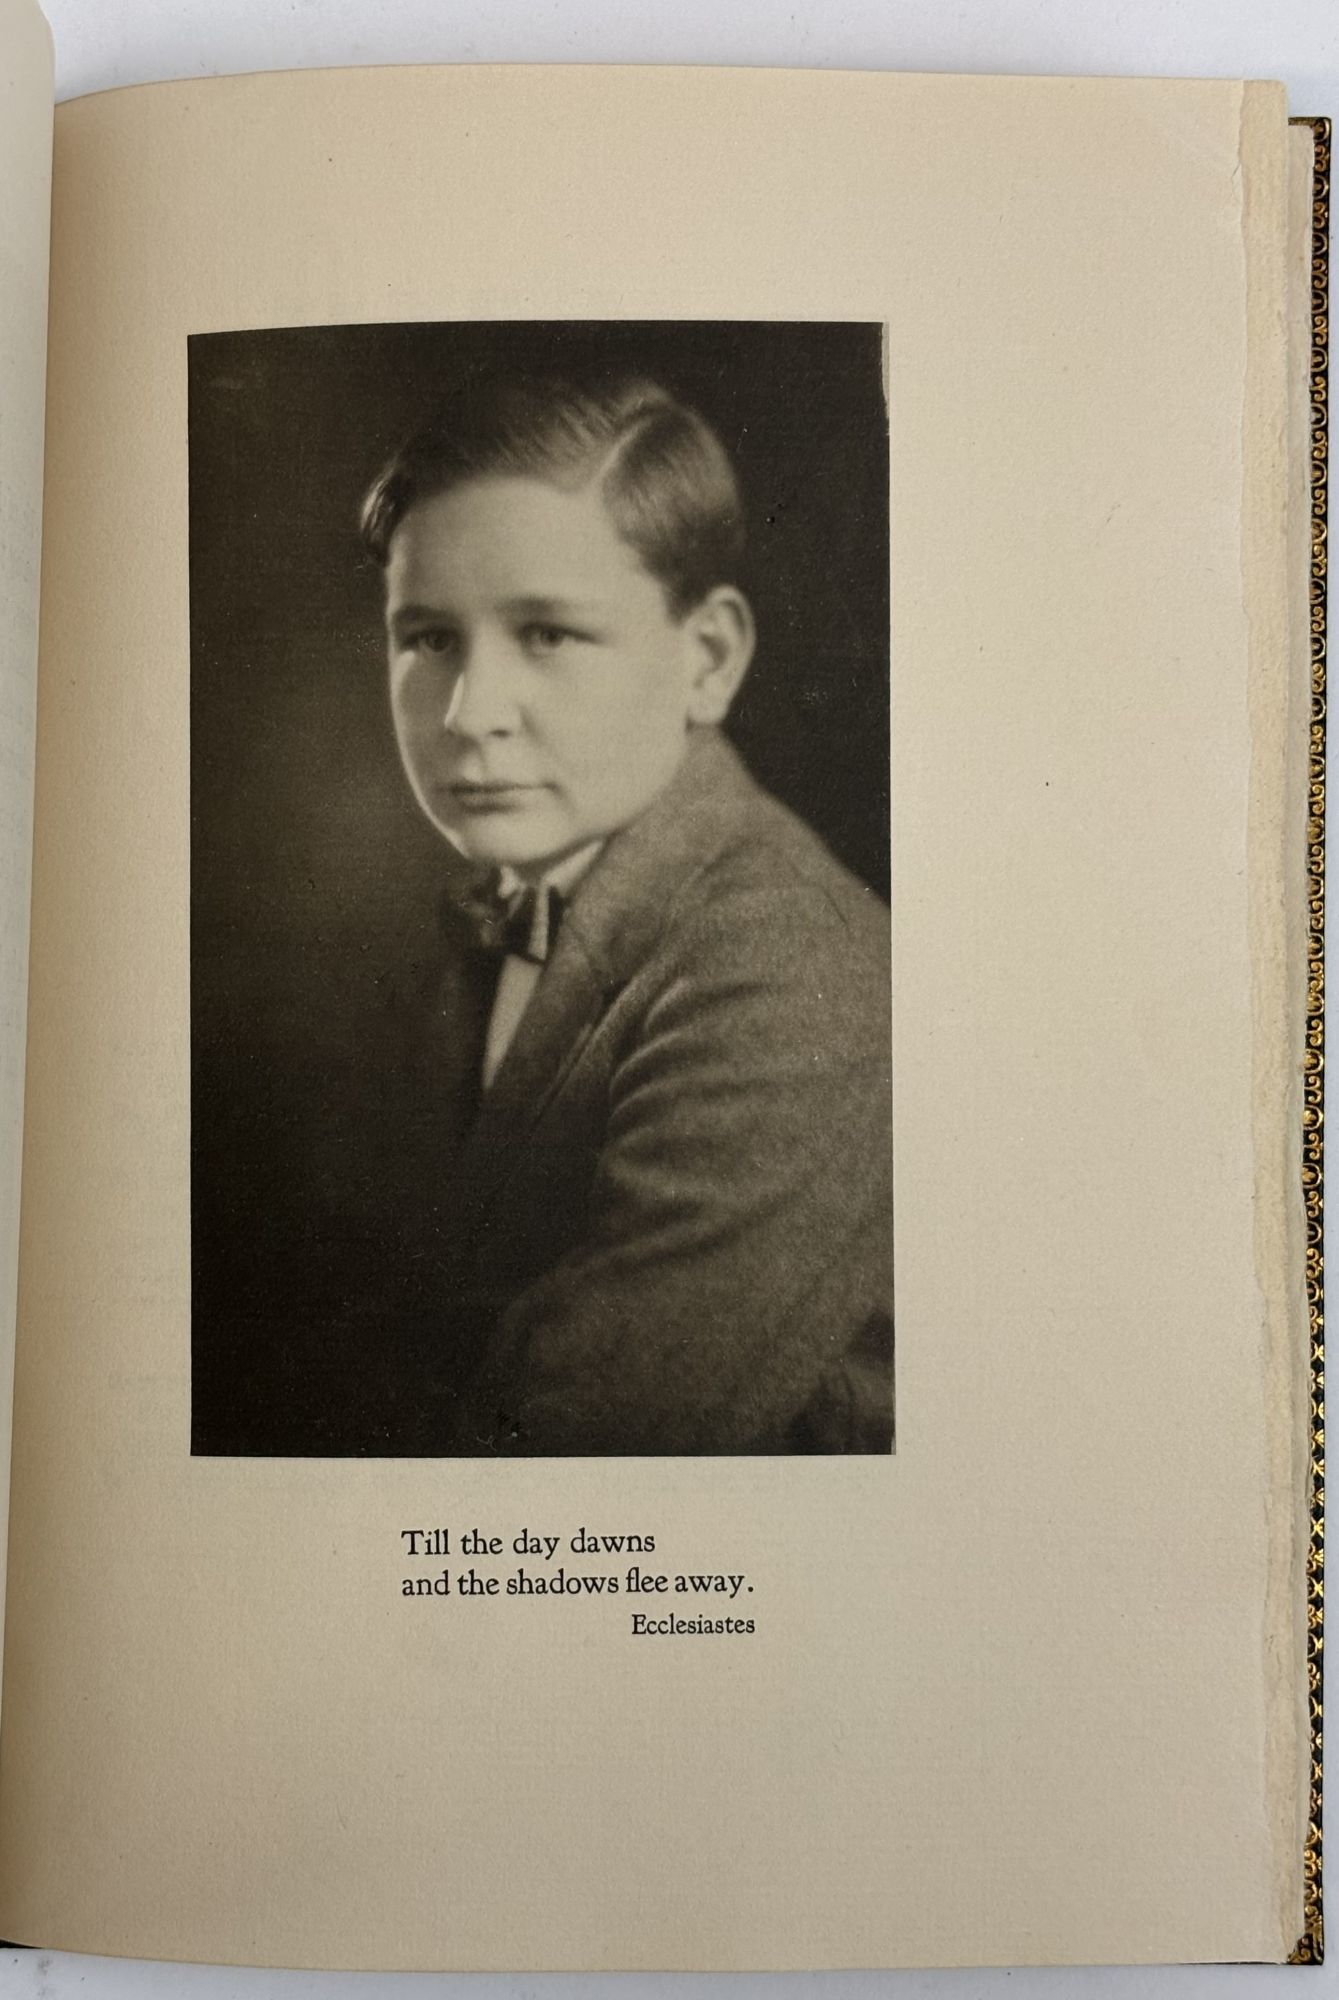 Till the day dawns
and the shadows flee away.
Ecclesiastes